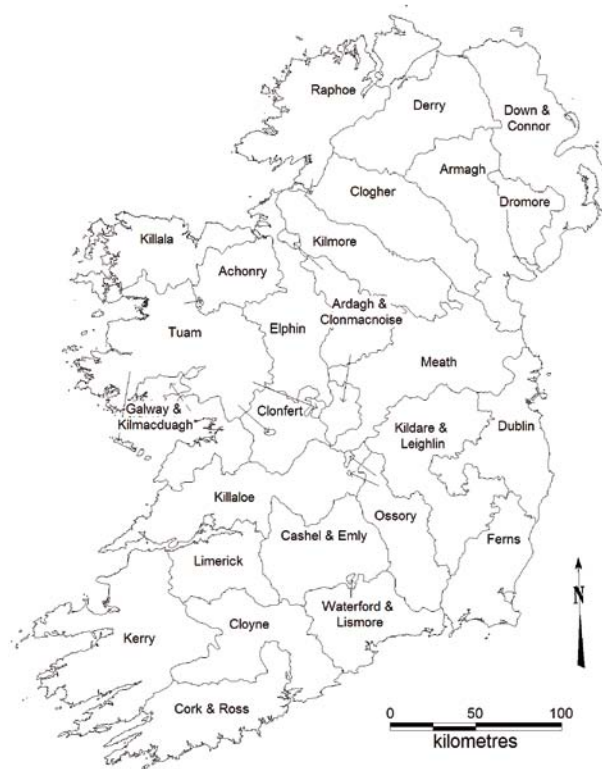 Raphoe
Derry
Down &
Connor
Armagh
Clogher
Dromore
Killala
Kilmore
Achonry
Ardagh &
Clonmacnoise
Tuam
Elphin
Meath
Galway &
Kilmacduagh
Clonfert
Kildare &
Leighlin
Dublin
Killaloe
Ossory
Cashel & Emly
Ferns
Limerick
Waterford &
Lismore
Kerry
Cloyne
Cork & Ross
N
0 50 100
kilometres